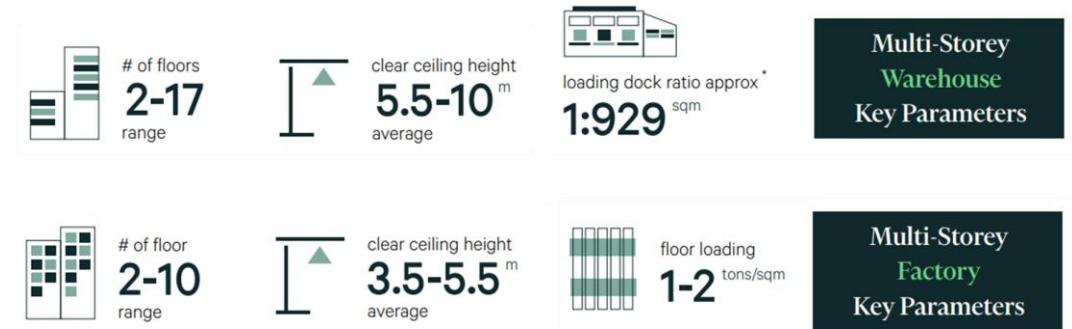 # of floors
2-17
range
clear ceiling height
5.5-10 m
average
loading dock ratio approx *
1:929 sqm
Multi-Storey
Warehouse
Key Parameters
# of floor
2-10
range
clear ceiling height
3.5-5.5 m
average
floor loading
1-2 tons/sqm
Multi-Storey
Factory
Key Parameters